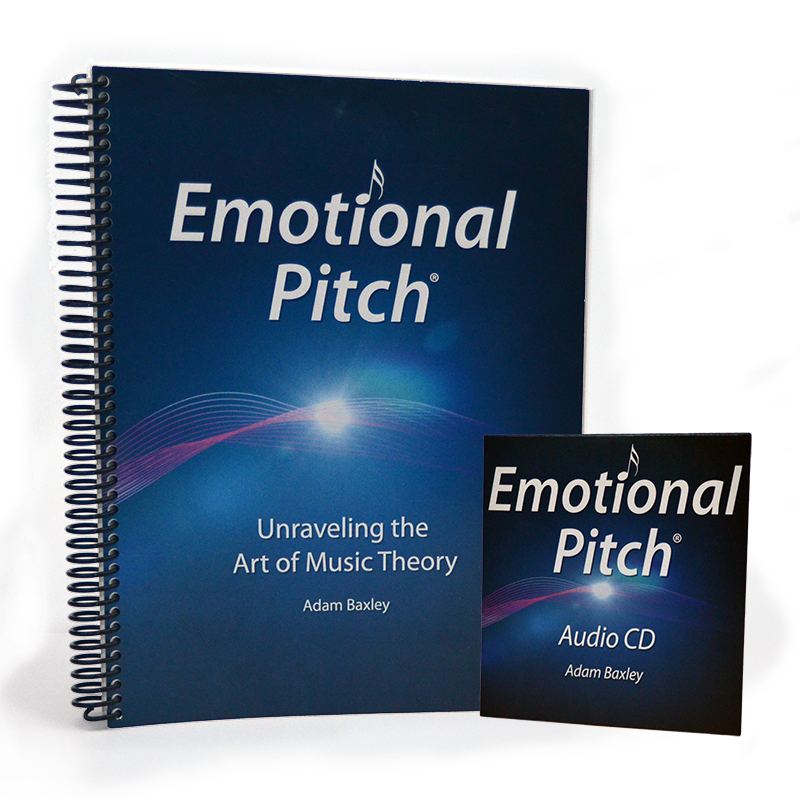 Emotional
Pitch®
Unraveling the
Art of Music Theory
Adam Baxley
Emotional
Pitch®
Audio CD
Adam Baxley